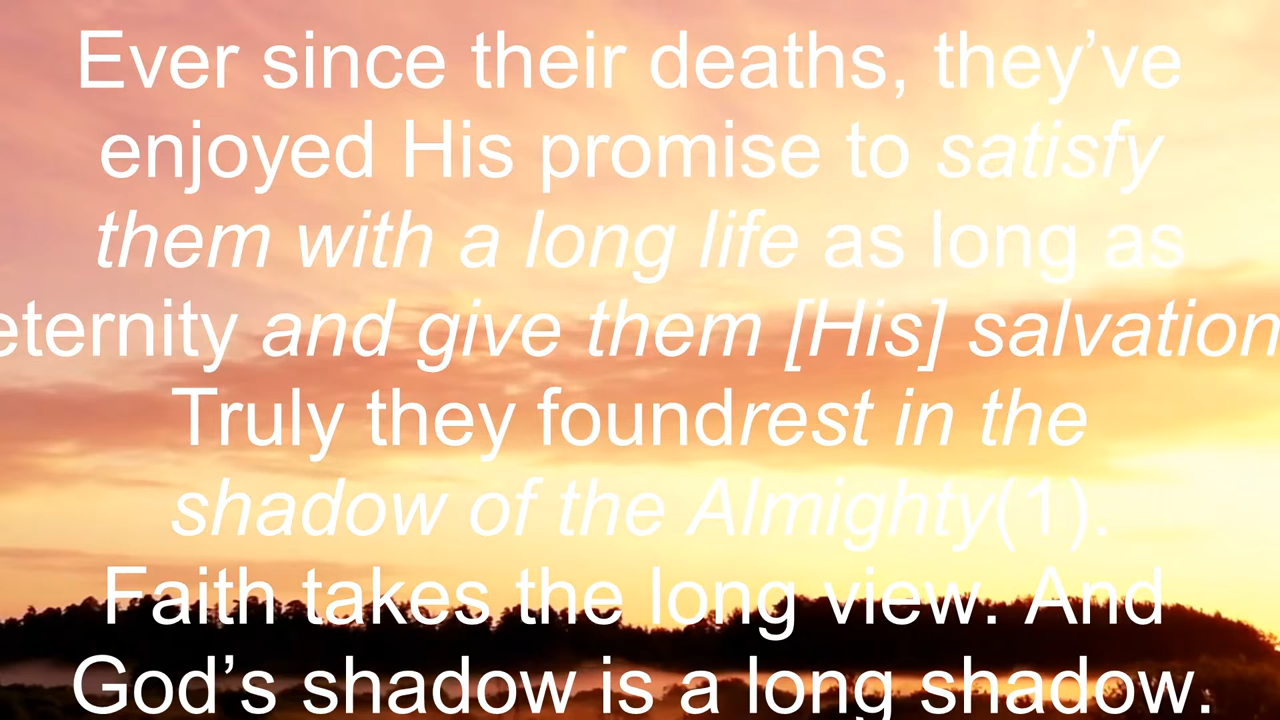 Ever since their deaths, they’ve
enjoyed His promise to satisfy
them with a long life as long as
eternity and give them [His] salvation
Truly they foundrest in the
shadow of the Almighty(1).
Faith takes the long view. And
God’s shadow is a long shadow.